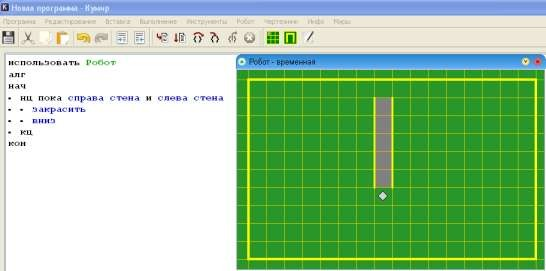 Новая программа - Кумир
Программа Редактирование Вставка Выполнение Инструменты Робот Чертежник Инфо Миры
использовать Робот
алг
нач
• нц пока справа стена и слева стена
• • закрасить
• • вниз
• кц
кон
Робот - временная